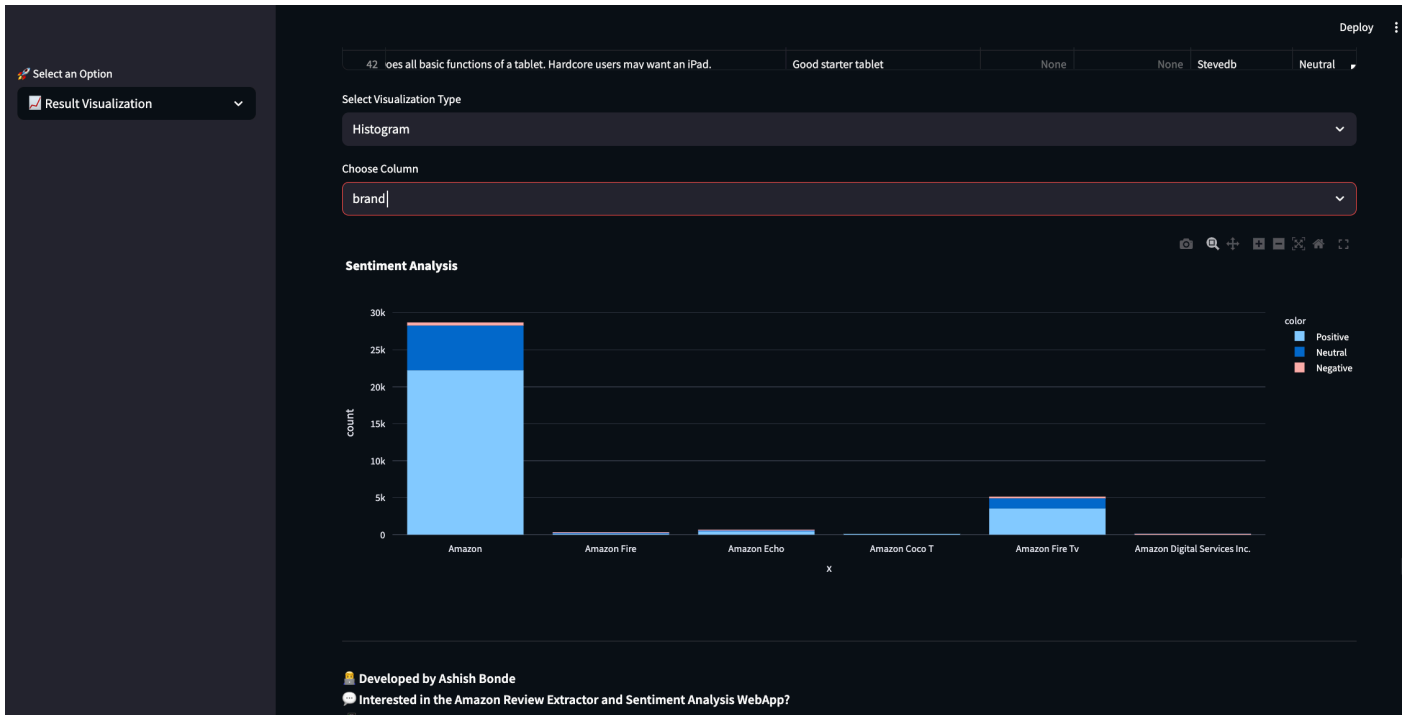 Deploy
🚀 Select an Option
📈 Result Visualization
42 oes all basic functions of a tablet. Hardcore users may want an iPad. Good starter tablet None None Stevedb Neutral
Select Visualization Type
Histogram
Choose Column
brand
Sentiment Analysis
color
Positive
Neutral
Negative
count
30k
25k
20k
15k
10k
5k
0
Amazon Amazon Fire Amazon Echo Amazon Coco T Amazon Fire Tv Amazon Digital Services Inc.
x
Developed by Ashish Bonde
💬 Interested in the Amazon Review Extractor and Sentiment Analysis WebApp?